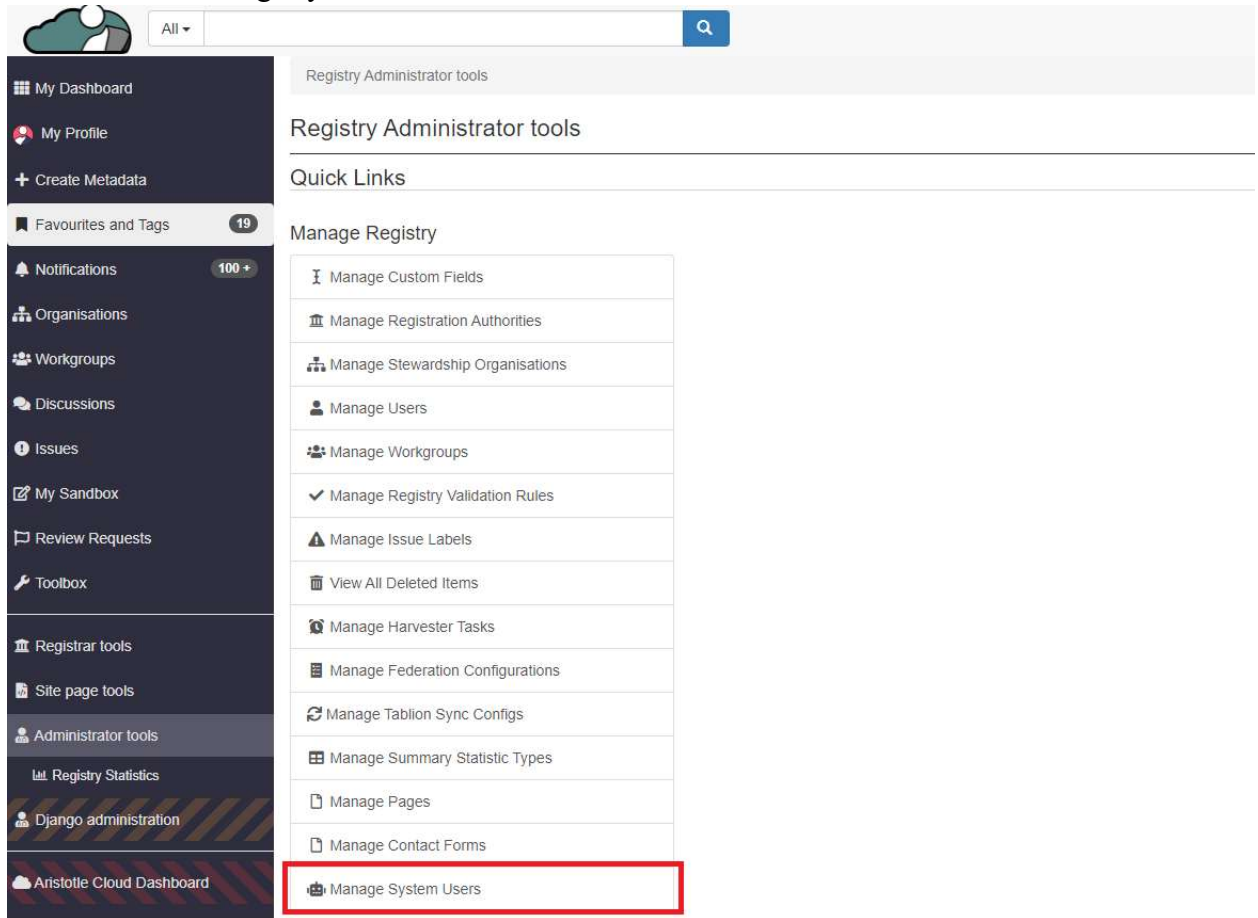 All
My Dashboard
My Profile
Create Metadata
Favourites and Tags 19
Notifications 100 +
Organisations
Workgroups
Discussions
Issues
My Sandbox
Review Requests
Toolbox
Registrar tools
Site page tools
Administrator tools
Registry Statistics
Django administration
Aristotle Cloud Dashboard
Registry Administrator tools
Registry Administrator tools
Quick Links
Manage Registry
Manage Custom Fields
Manage Registration Authorities
Manage Stewardship Organisations
Manage Users
Manage Workgroups
Manage Registry Validation Rules
Manage Issue Labels
View All Deleted Items
Manage Harvester Tasks
Manage Federation Configurations
Manage Tablion Sync Configs
Manage Summary Statistic Types
Manage Pages
Manage Contact Forms
Manage System Users